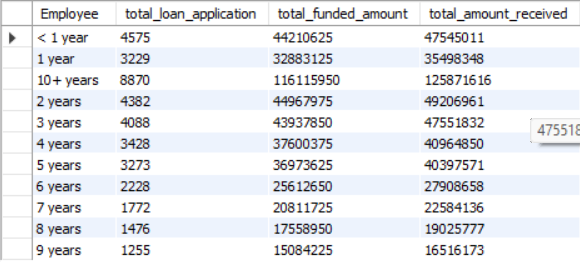 Employee total_loan_application total_funded_amount total_amount_received
< 1 year 4575 44210625 47545011
1 year 3229 32883125 35498348
10+ years 8870 116115950 125871616
2 years 4382 44967975 49206961
3 years 4088 43937850 47551832
475518
4 years 3428 37600375 40964850
5 years 3273 36973625 40397571
6 years 2228 25612650 27908658
7 years 1772 20811725 22584136
8 years 1476 17558950 19025777
9 years 1255 15084225 16516173